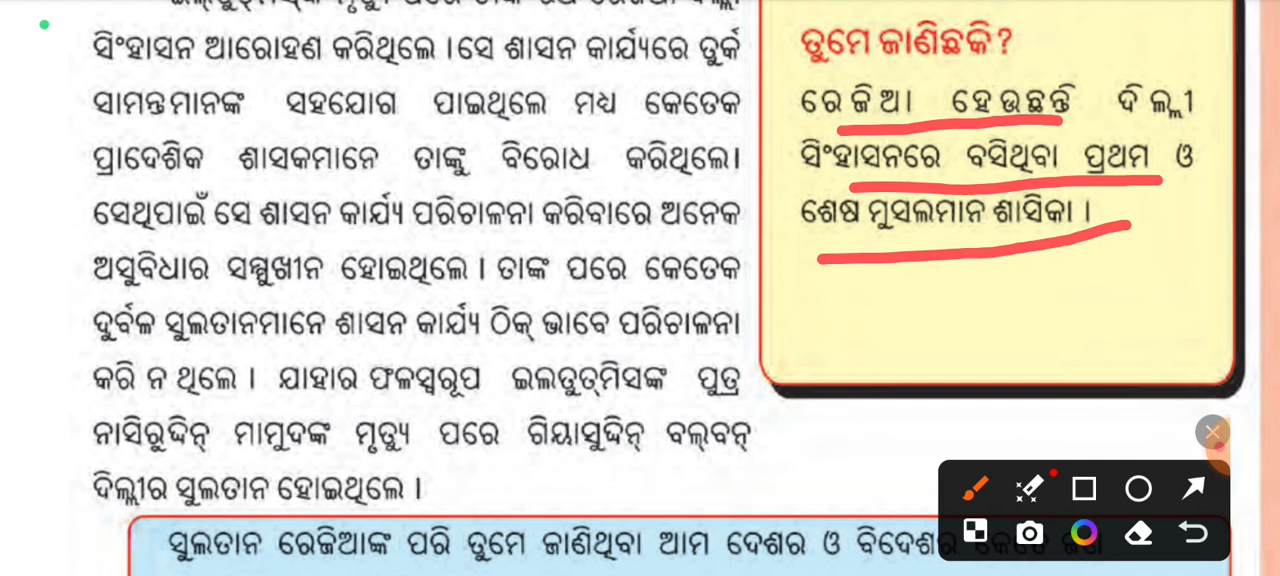 ସିଂହାସନ ଆରୋହଣ କରିଥିଲେ ।ସେ ଶାସନ କାର୍ଯ୍ୟରେ ତୁର୍କ
ସାମନ୍ତମାନଙ୍କ ସହଯୋଗ ପାଇଥିଲେ ମଧ୍ୟ କେତେକ
ପ୍ରାଦେଶିକ ଶାସକମାନେ ତାଙ୍କୁ ବିରୋଧ କରିଥିଲେ।
ସେଥିପାଇଁ ସେ ଶାସନ କାର୍ଯ୍ୟ ପରିଚାଳନା କରିବାରେ ଅନେକ
ଅସୁବିଧାର ସମ୍ମୁଖୀନ ହୋଇଥିଲେ । ତାଙ୍କ ପରେ କେତେକ
ଦୁର୍ବଳ ସୁଲତାନମାନେ ଶାସନ କାର୍ଯ୍ୟ ଠିକ୍ ଭାବେ ପରିଚାଳନା
କରି ନ ଥିଲେ । ଯାହାର ଫଳସ୍ୱରୂପ ଇଲତୁତ୍‌ମିସଙ୍କ ପୁତ୍ର
ନାସିରୁଦ୍ଦିନ୍ ମାମୁଦଙ୍କ ମୃତ୍ୟୁ ପରେ ଗିୟାସୁଦ୍ଦିନ୍ ବଲ୍‌ବନ୍
ଦିଲ୍ଲୀର ସୁଲତାନ ହୋଇଥିଲେ ।
ତୁମେ ଜାଣିଛକି?
ରେଜିଆ ହେଉଛନ୍ତି ଦିଲ୍ଲୀ
ସିଂହାସନରେ ବସିଥିବା ପ୍ରଥମ ଓ
ଶେଷ ମୁସଲମାନ ଶାସିକା ।
ସୁଲତାନ ରେଜିଆଙ୍କ ପରି ତୁମେ ଜାଣିଥିବା ଆମ ଦେଶର ଓ ବିଦେଶର